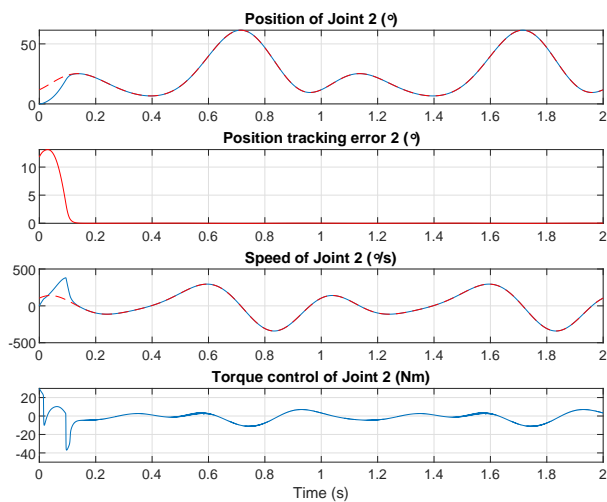 Position of Joint 2 (°)
50
0
0 0.2 0.4 0.6 0.8 1 1.2 1.4 1.6 1.8 2
Position tracking error 2 (°)
10
5
0
0 0.2 0.4 0.6 0.8 1 1.2 1.4 1.6 1.8 2
Speed of Joint 2 (°/s)
500
0
-500
0 0.2 0.4 0.6 0.8 1 1.2 1.4 1.6 1.8 2
Torque control of Joint 2 (Nm)
20
0
-20
-40
0 0.2 0.4 0.6 0.8 1 1.2 1.4 1.6 1.8 2
Time (s)